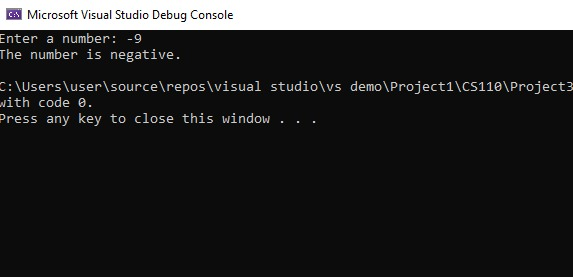 Microsoft Visual Studio Debug Console
Enter a number: -9
The number is negative.
C:\Users\user\source\repos\visual studio\vs demo\Project1\CS110\Project3
with code 0.
Press any key to close this window . . .